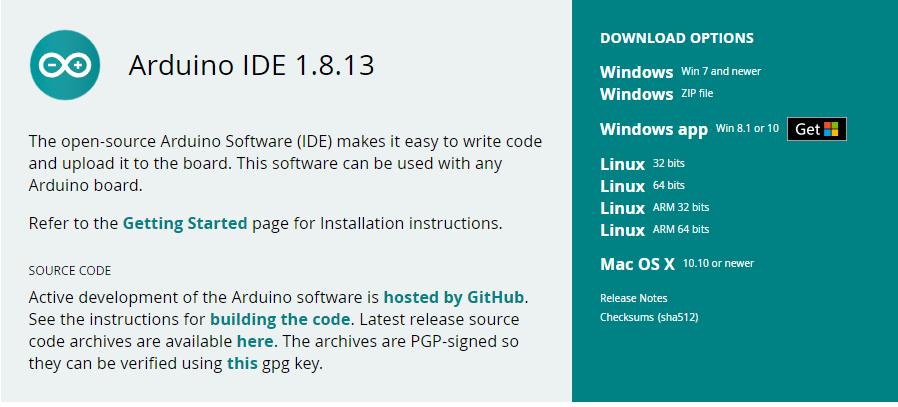 Arduino IDE 1.8.13
The open-source Arduino Software (IDE) makes it easy to write code
and upload it to the board. This software can be used with any
Arduino board.
Refer to the Getting Started page for Installation instructions.
SOURCE CODE
Active development of the Arduino software is hosted by GitHub.
See the instructions for building the code. Latest release source
code archives are available here. The archives are PGP-signed so
they can be verified using this gpg key.
DOWNLOAD OPTIONS
Windows Win 7 and newer
Windows ZIP file
Windows app Win 8.1 or 10 Get
Linux 32 bits
Linux 64 bits
Linux ARM 32 bits
Linux ARM 64 bits
Mac OS X 10.10 or newer
Release Notes
Checksums (sha512)